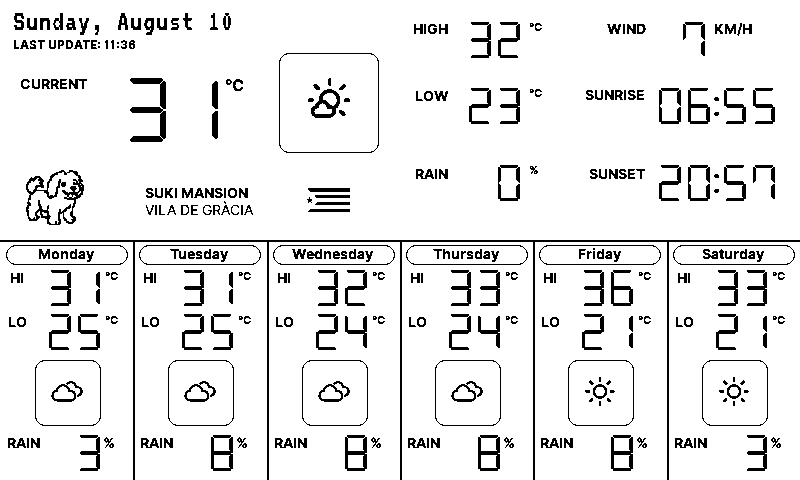 Sunday, August 10
LAST UPDATE: 11:36
CURRENT 31°C
HIGH 32°C
WIND 7 KM/H
LOW 23°C
SUNRISE 06:55
RAIN 0%
SUNSET 20:57
SUKI MANSION
VILA DE GRÀCIA
Monday
HI 31°C
LO 25°C
RAIN 3%
Tuesday
HI 31°C
LO 25°C
RAIN 8%
Wednesday
HI 32°C
LO 24°C
RAIN 8%
Thursday
HI 33°C
LO 24°C
RAIN 8%
Friday
HI 36°C
LO 21°C
RAIN 8%
Saturday
HI 33°C
LO 21°C
RAIN 3%